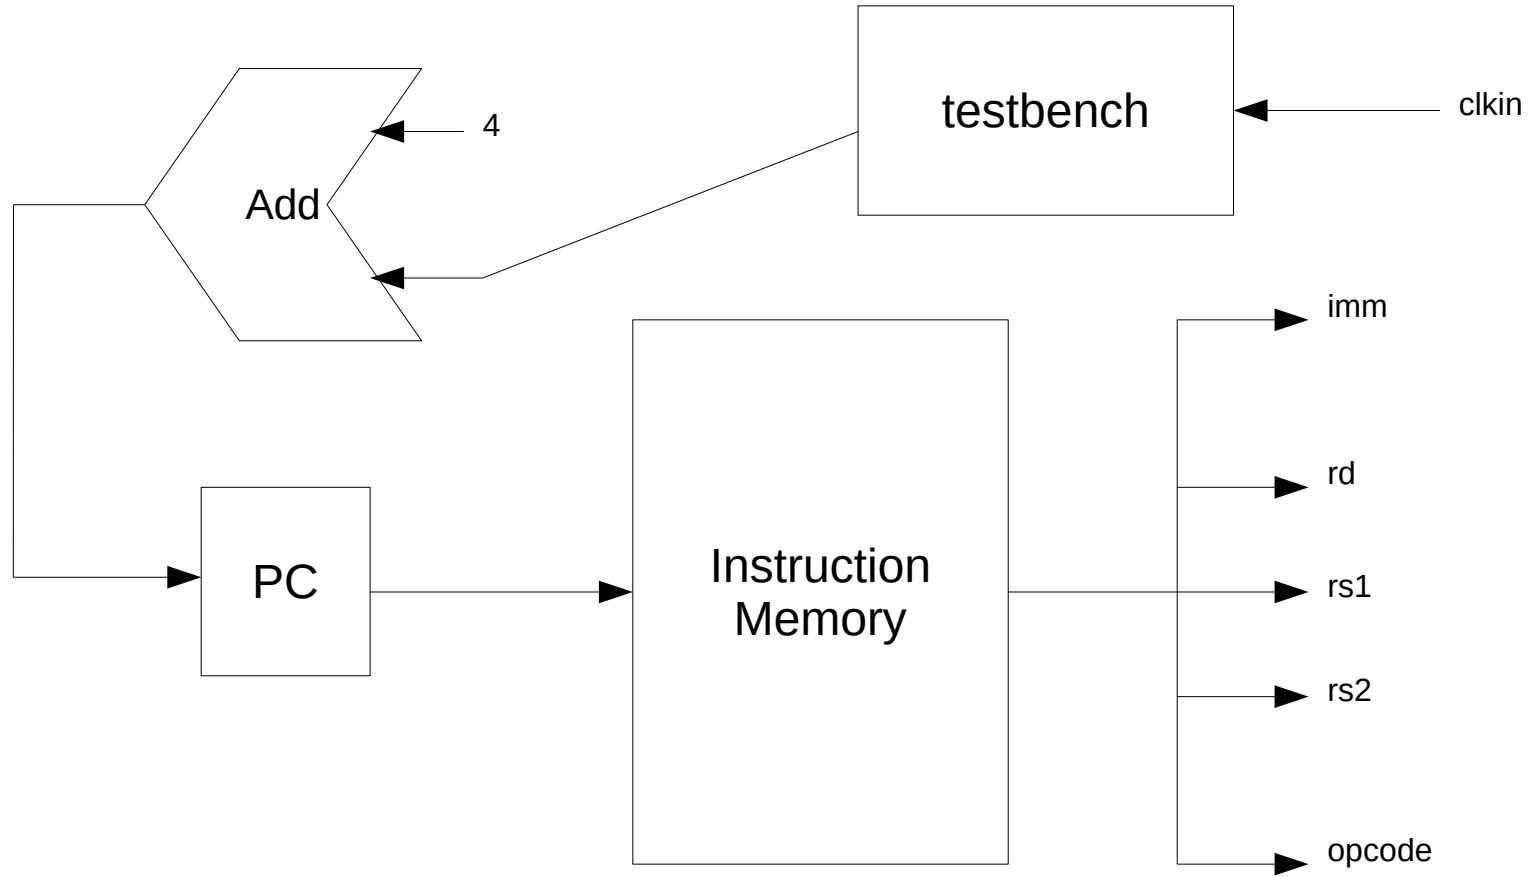 testbench
clkin
4
Add
imm
rd
PC
Instruction
Memory
rs1
rs2
opcode